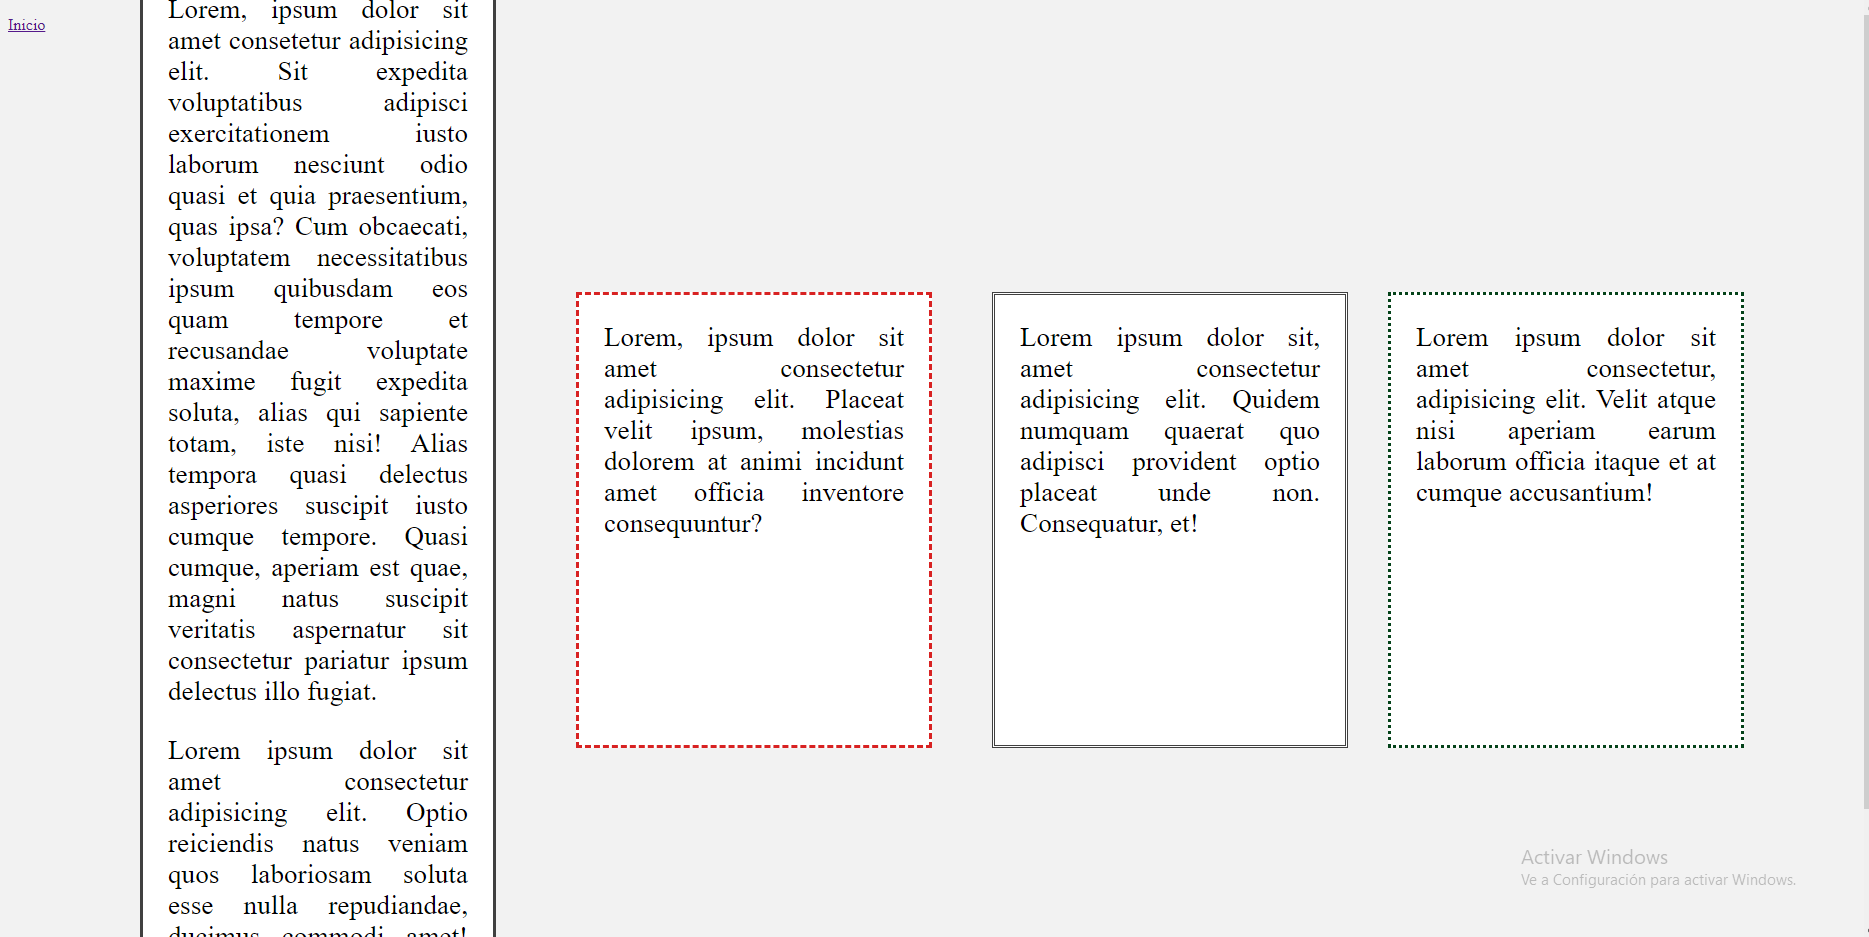 Inicio
Lorem, ipsum dolor sit
amet consetetur adipisicing
elit. Sit expedita
voluptatibus adipisci
exercitationem iusto
laborum nesciunt odio
quasi et quia praesentium,
quas ipsa? Cum obcaecati,
voluptatem necessitatibus
ipsum quibusdam eos
quam tempore et
recusandae voluptate
maxime fugit expedita
soluta, alias qui sapiente
totam, iste nisi! Alias
tempora quasi delectus
asperiores suscipit iusto
cumque tempore. Quasi
cumque, aperiam est quae,
magni natus suscipit
veritatis aspernatur sit
consectetur pariatur ipsum
delectus illo fugiat.
Lorem ipsum dolor sit
amet consectetur
adipisicing elit. Optio
reiciendis natus veniam
quos laboriosam soluta
esse nulla repudiandae,
ducimus commodi amet!
Lorem, ipsum dolor sit
amet consectetur
adipisicing elit. Placeat
velit ipsum, molestias
dolorem at animi incidunt
amet officia inventore
consequuntur?
Lorem ipsum dolor sit,
amet consectetur
adipisicing elit. Quidem
numquam quaerat quo
adipisci provident optio
placeat unde non.
Consequatur, et!
Lorem ipsum dolor sit
amet consectetur,
adipisicing elit. Velit atque
nisi aperiam earum
laborum officia itaque et at
cumque accusantium!
Activar Windows
Ve a Configuración para activar Windows.